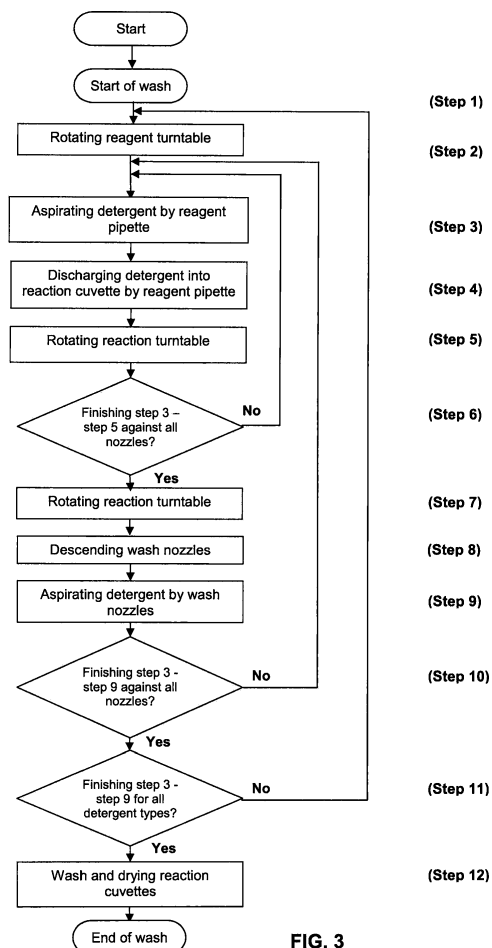 Start
Start of wash
(Step 1)
Rotating reagent turntable
(Step 2)
Aspirating detergent by reagent
pipette
(Step 3)
Discharging detergent into
reaction cuvette by reagent pipette
(Step 4)
Rotating reaction turntable
(Step 5)
Finishing step 3 –
step 5 against all
nozzles?
No
(Step 6)
Yes
Rotating reaction turntable
(Step 7)
Descending wash nozzles
(Step 8)
Aspirating detergent by wash
nozzles
(Step 9)
Finishing step 3 -
step 9 against all
nozzles?
No
(Step 10)
Yes
Finishing step 3 -
step 9 for all
detergent types?
No
(Step 11)
Yes
Wash and drying reaction
cuvettes
(Step 12)
End of wash
FIG. 3